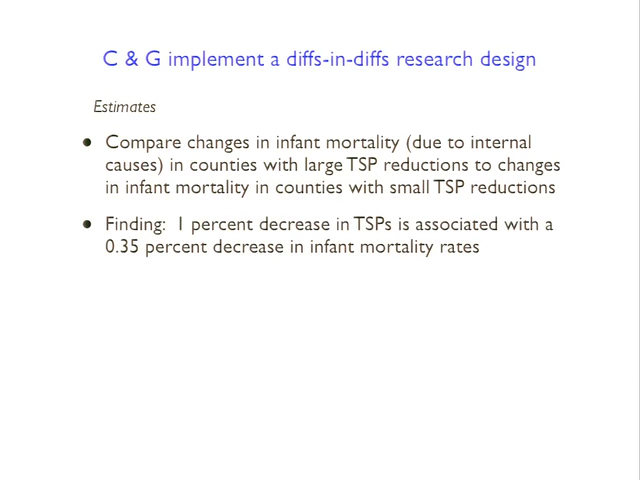 C & G implement a diffs-in-diffs research design
Estimates
• Compare changes in infant mortality (due to internal
causes) in counties with large TSP reductions to changes
in infant mortality in counties with small TSP reductions
• Finding: 1 percent decrease in TSPs is associated with a
0.35 percent decrease in infant mortality rates